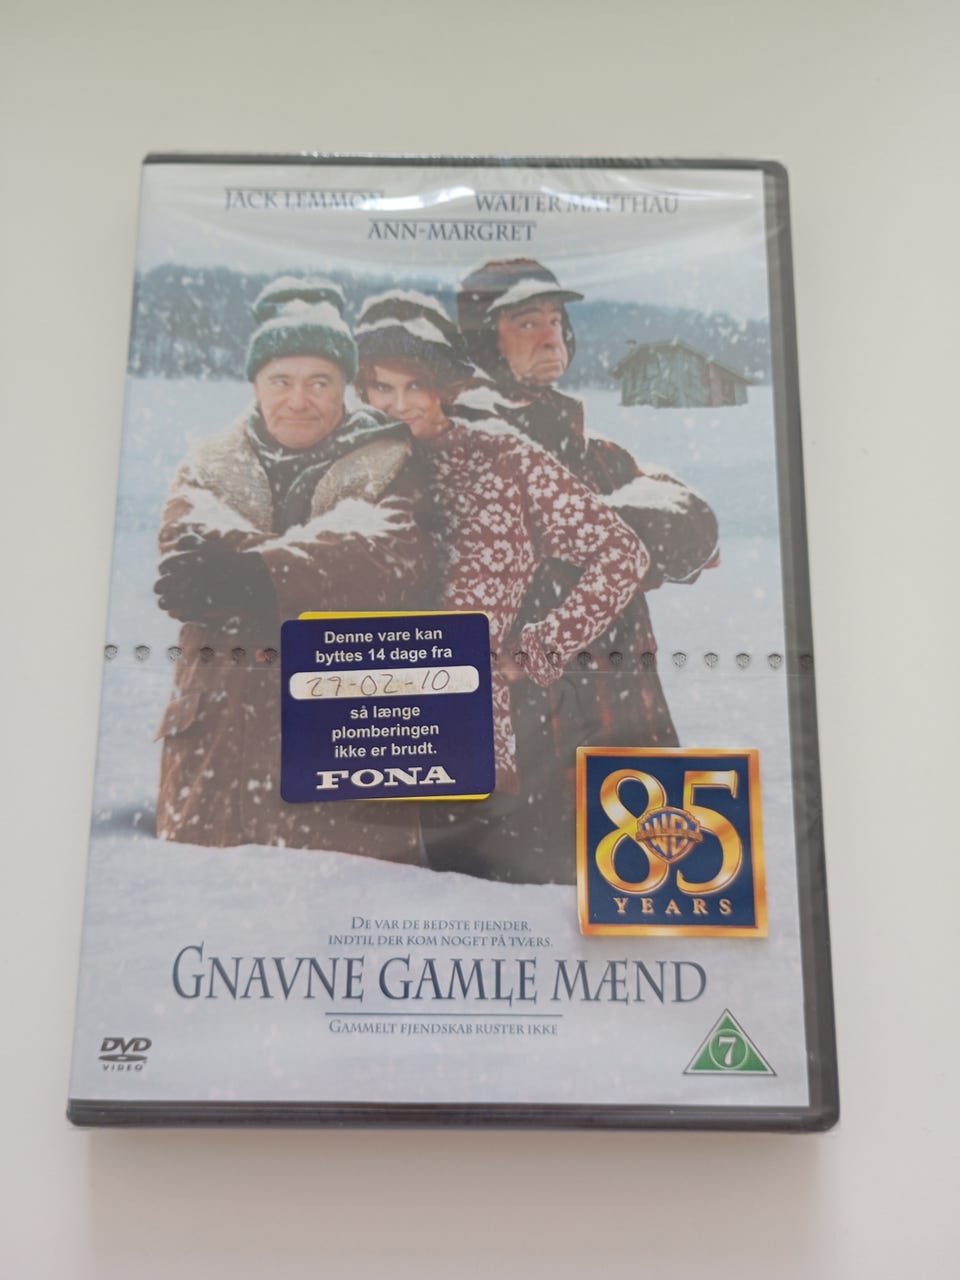 JACK LEMMON WALTER MATTHAU
ANN-MARGRET
Denne vare kan
byttes 14 dage fra
27-02-10
så længe
plomberingen
ikke er brudt.
FONA
85
WB
YEARS
DE VAR DE BEDSTE FJENDER,
INDTIL DER KOM NOGET PÅ TVÆRS.
GNAVNE GAMLE MÆND
GAMMELT FJENDSKAB RUSTER IKKE
DVD
VIDEO
7